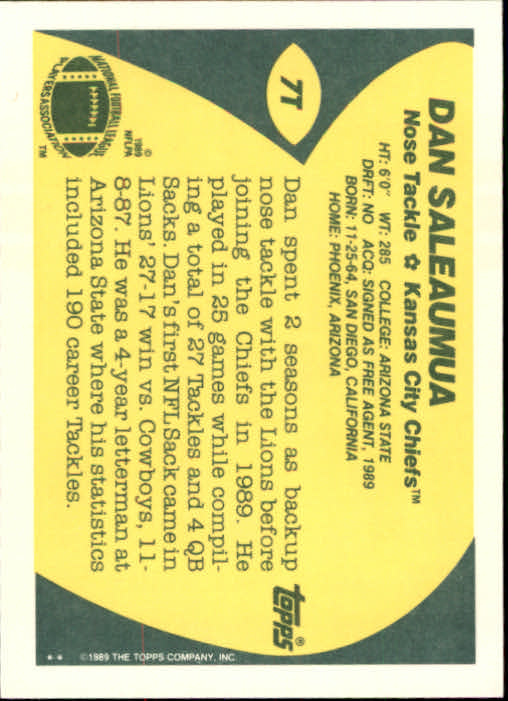 7T
DAN SALEAUMUA
Nose Tackle ✿ Kansas City Chiefs™
HT: 6'0" WT: 285 COLLEGE: ARIZONA STATE
DRFT: NO ACQ: SIGNED AS FREE AGENT, 1989
BORN: 11-25-64, SAN DIEGO, CALIFORNIA
HOME: PHOENIX, ARIZONA
NATIONAL FOOTBALL LEAGUE
PLAYERS ASSOCIATION
TM
©
1989
NFLPA
Dan spent 2 seasons as backup
nose tackle with the Lions before
joining the Chiefs in 1989. He
played in 25 games while compil-
ing a total of 27 Tackles and 4 QB
Sacks. Dan's first NFL Sack came in
Lions' 27-17 win vs. Cowboys, 11-
8-87. He was a 4-year letterman at
Arizona State where his statistics
included 190 career Tackles.
topps®
** ©1989 THE TOPPS COMPANY, INC.